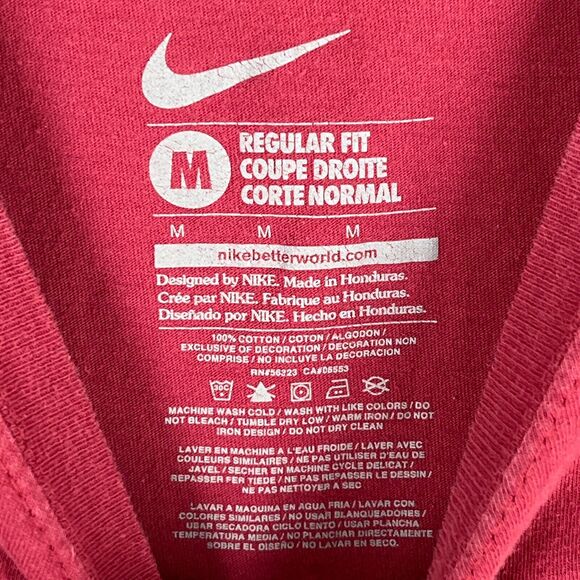 M
REGULAR FIT
COUPE DROITE
CORTE NORMAL
M M M
nikebetterworld.com
Designed by NIKE. Made in Honduras.
Crée par NIKE. Fabrique au Honduras.
Diseñado por NIKE. Hecho en Honduras.
100% COTTON / COTON / ALGODON /
EXCLUSIVE OF DECORATION / DECORATION NON
COMPRISE / NO INCLUYE LA DECORACION
RN#56323 CA#05553
30C
MACHINE WASH COLD / WASH WITH LIKE COLORS / DO
NOT BLEACH / TUMBLE DRY LOW / WARM IRON / DO NOT
IRON DESIGN / DO NOT DRY CLEAN
LAVER EN MACHINE A L'EAU FROIDE / LAVER AVEC
COULEURS SIMILAIRES / NE PAS UTILISER D'EAU DE
JAVEL / SECHER EN MACHINE CYCLE DELICAT /
REPASSER FER TIEDE / NE PAS REPASSER LE DESSIN /
NE PAS NETTOYER A SEC
LAVAR A MAQUINA EN AGUA FRIA / LAVAR CON
COLORES SIMILARES / NO USAR BLANQUEADORES /
USAR SECADORA CICLO LENTO / USAR PLANCHA
TEMPERATURA MEDIA / NO PLANCHAR DIRECTAMENTE
SOBRE EL DISEÑO / NO LAVAR EN SECO.